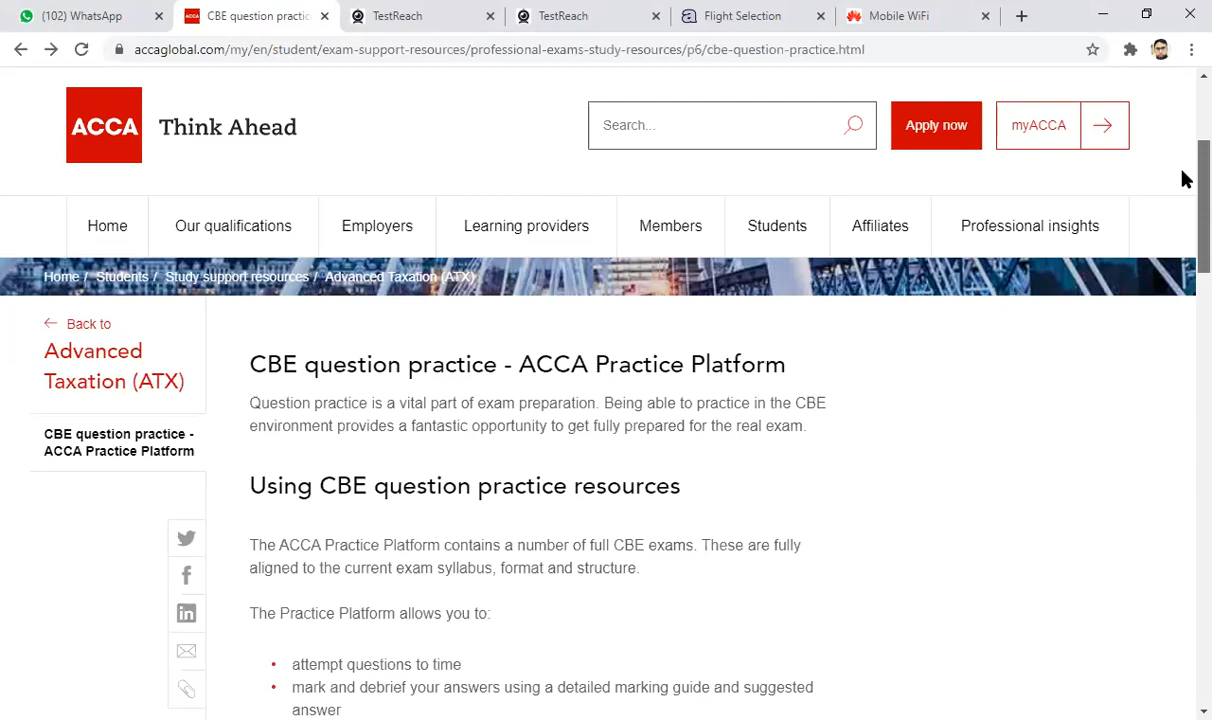 (102) WhatsApp
CBE question practic
TestReach
TestReach
Flight Selection
Mobile WiFi
accaglobal.com/my/en/student/exam-support-resources/professional-exams-study-resources/p6/cbe-question-practice.html
ACCA
Think Ahead
Search...
Apply now
myACCA
Home
Our qualifications
Employers
Learning providers
Members
Students
Affiliates
Professional insights
Home / Students / Study support resources / Advanced Taxation (ATX)
Back to
Advanced
Taxation (ATX)
CBE question practice -
ACCA Practice Platform
CBE question practice - ACCA Practice Platform
Question practice is a vital part of exam preparation. Being able to practice in the CBE
environment provides a fantastic opportunity to get fully prepared for the real exam.
Using CBE question practice resources
The ACCA Practice Platform contains a number of full CBE exams. These are fully
aligned to the current exam syllabus, format and structure.
The Practice Platform allows you to:
• attempt questions to time
• mark and debrief your answers using a detailed marking guide and suggested
answer